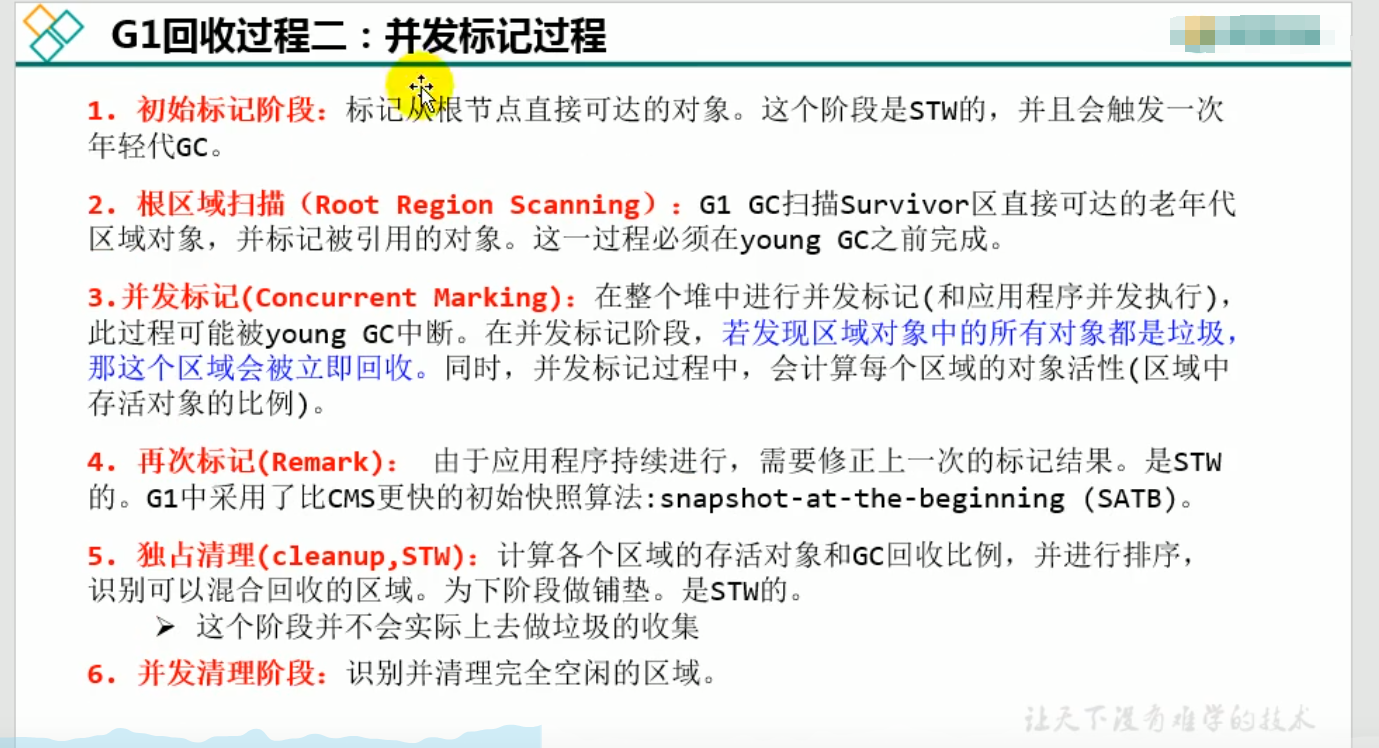 G1回收过程二：并发标记过程
1. 初始标记阶段：标记从根节点直接可达的对象。这个阶段是STW的，并且会触发一次
年轻代GC。
2. 根区域扫描（Root Region Scanning）：G1 GC扫描Survivor区直接可达的老年代
区域对象，并标记被引用的对象。这一过程必须在young GC之前完成。
3.并发标记(Concurrent Marking)：在整个堆中进行并发标记(和应用程序并发执行)，
此过程可能被young GC中断。在并发标记阶段，若发现区域对象中的所有对象都是垃圾，
那这个区域会被立即回收。同时，并发标记过程中，会计算每个区域的对象活性(区域中
存活对象的比例)。
4. 再次标记(Remark)： 由于应用程序持续进行，需要修正上一次的标记结果。是STW
的。G1中采用了比CMS更快的初始快照算法:snapshot-at-the-beginning (SATB)。
5. 独占清理(cleanup,STW)：计算各个区域的存活对象和GC回收比例，并进行排序，
识别可以混合回收的区域。为下阶段做铺垫。是STW的。
➢ 这个阶段并不会实际上去做垃圾的收集
6. 并发清理阶段：识别并清理完全空闲的区域。
让天下没有难学的技术